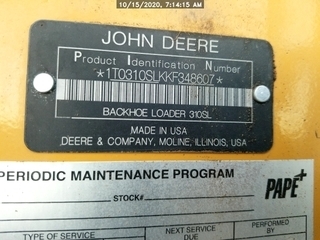 10/15/2020, 7:14:15 AM
JOHN DEERE
Product Identification Number
*1T0310SLKKF348607*
BACKHOE LOADER 310SL
MADE IN USA
DEERE & COMPANY, MOLINE, ILLINOIS, USA
PERIODIC MAINTENANCE PROGRAM
PAPÉ
STOCK#
TYPE OF SERVICE
NEXT SERVICE DUE
PERFORMED BY